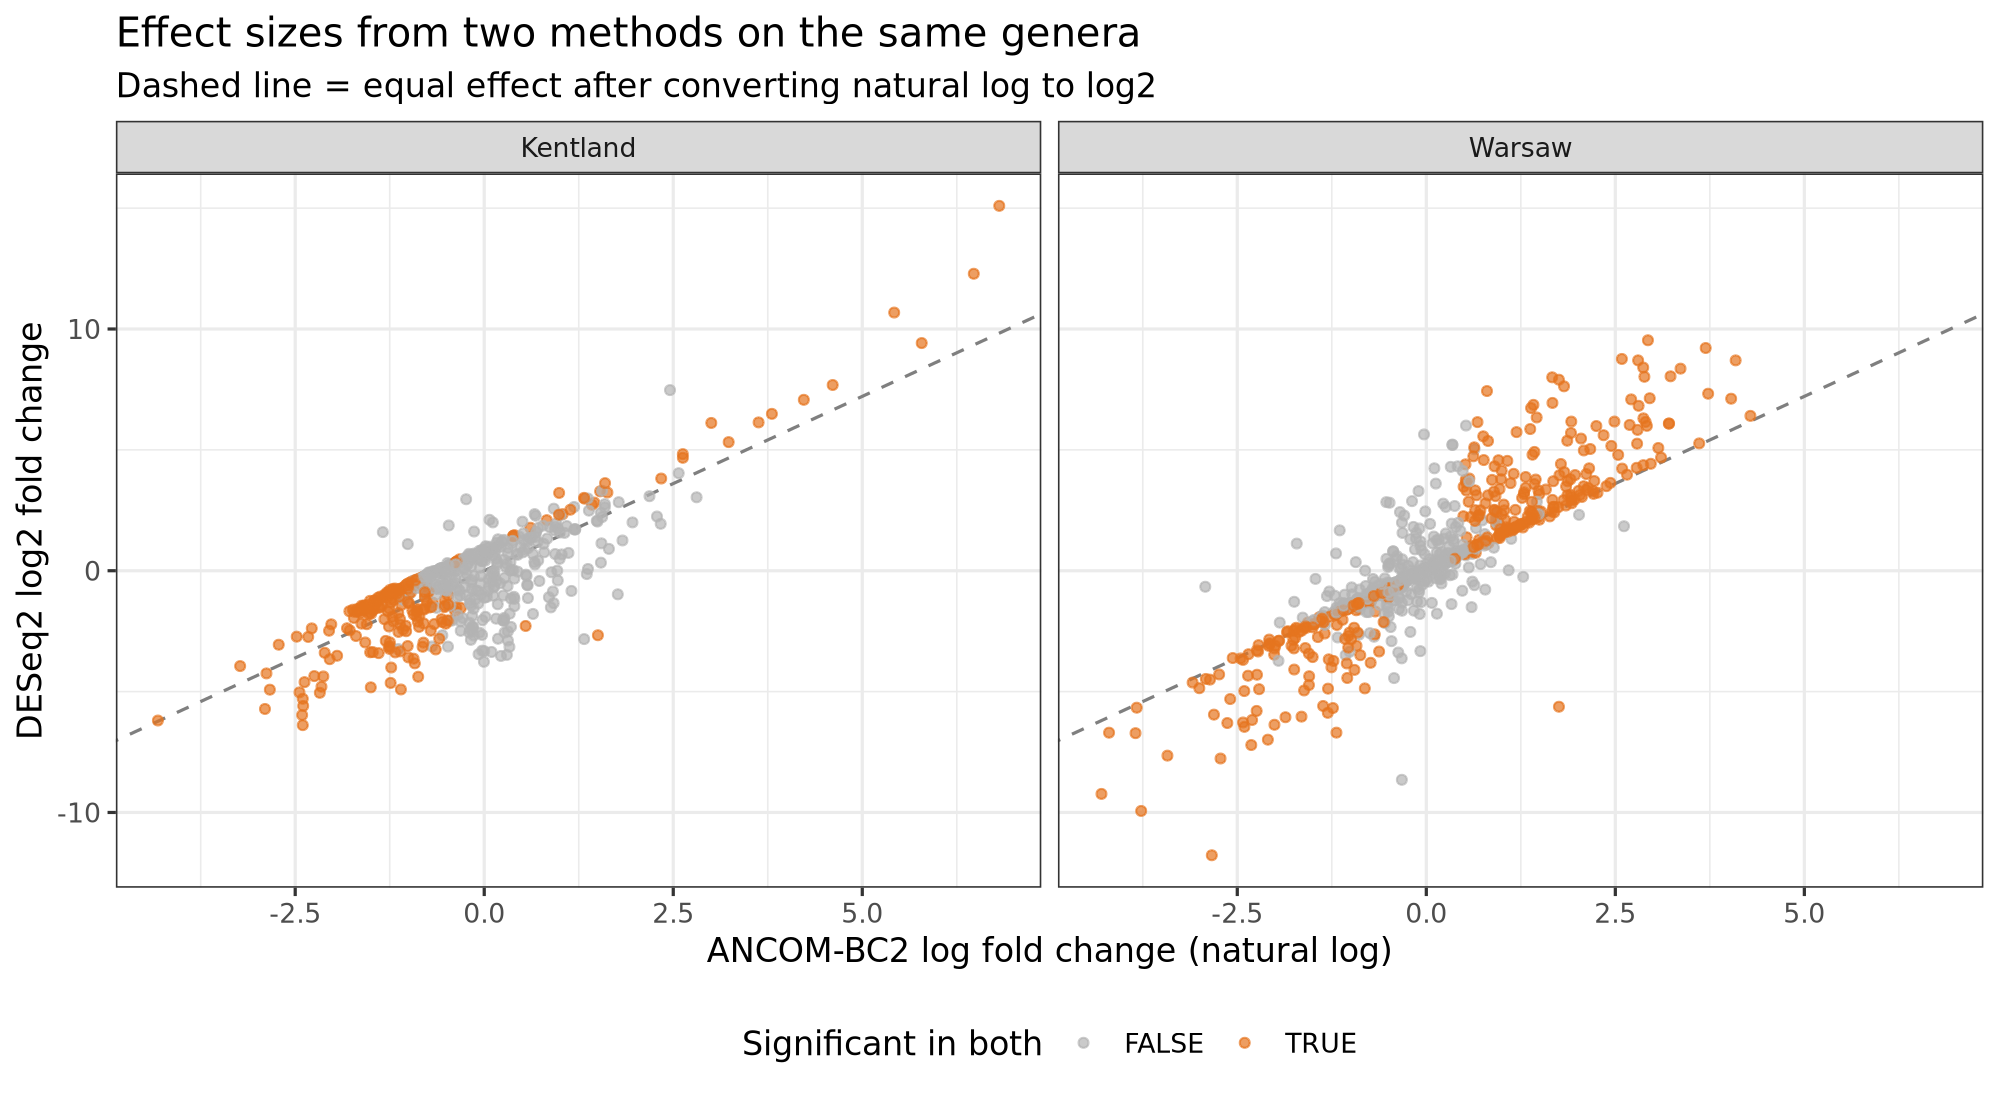 Effect sizes from two methods on the same genera
Dashed line = equal effect after converting natural log to log2
Kentland
Warsaw
DESeq2 log2 fold change
10
0
-10
-2.5
0.0
2.5
5.0
-2.5
0.0
2.5
5.0
ANCOM-BC2 log fold change (natural log)
Significant in both
FALSE
TRUE